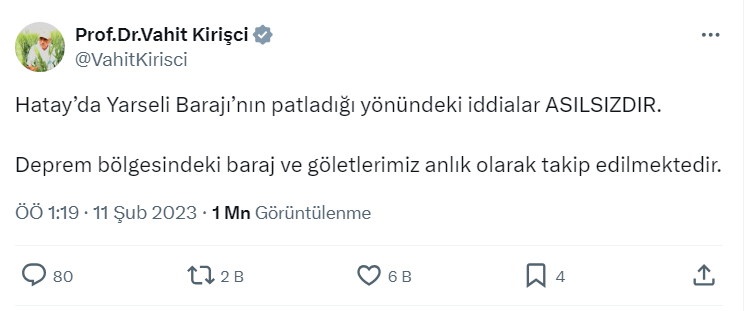 Prof.Dr.Vahit Kirişci
@VahitKirisci
Hatay’da Yarseli Barajı’nın patladığı yönündeki iddialar ASILSIZDIR.
Deprem bölgesindeki baraj ve göletlerimiz anlık olarak takip edilmektedir.
ÖÖ 1:19 · 11 Şub 2023 · 1 Mn Görüntülenme
80 2 B 6 B 4